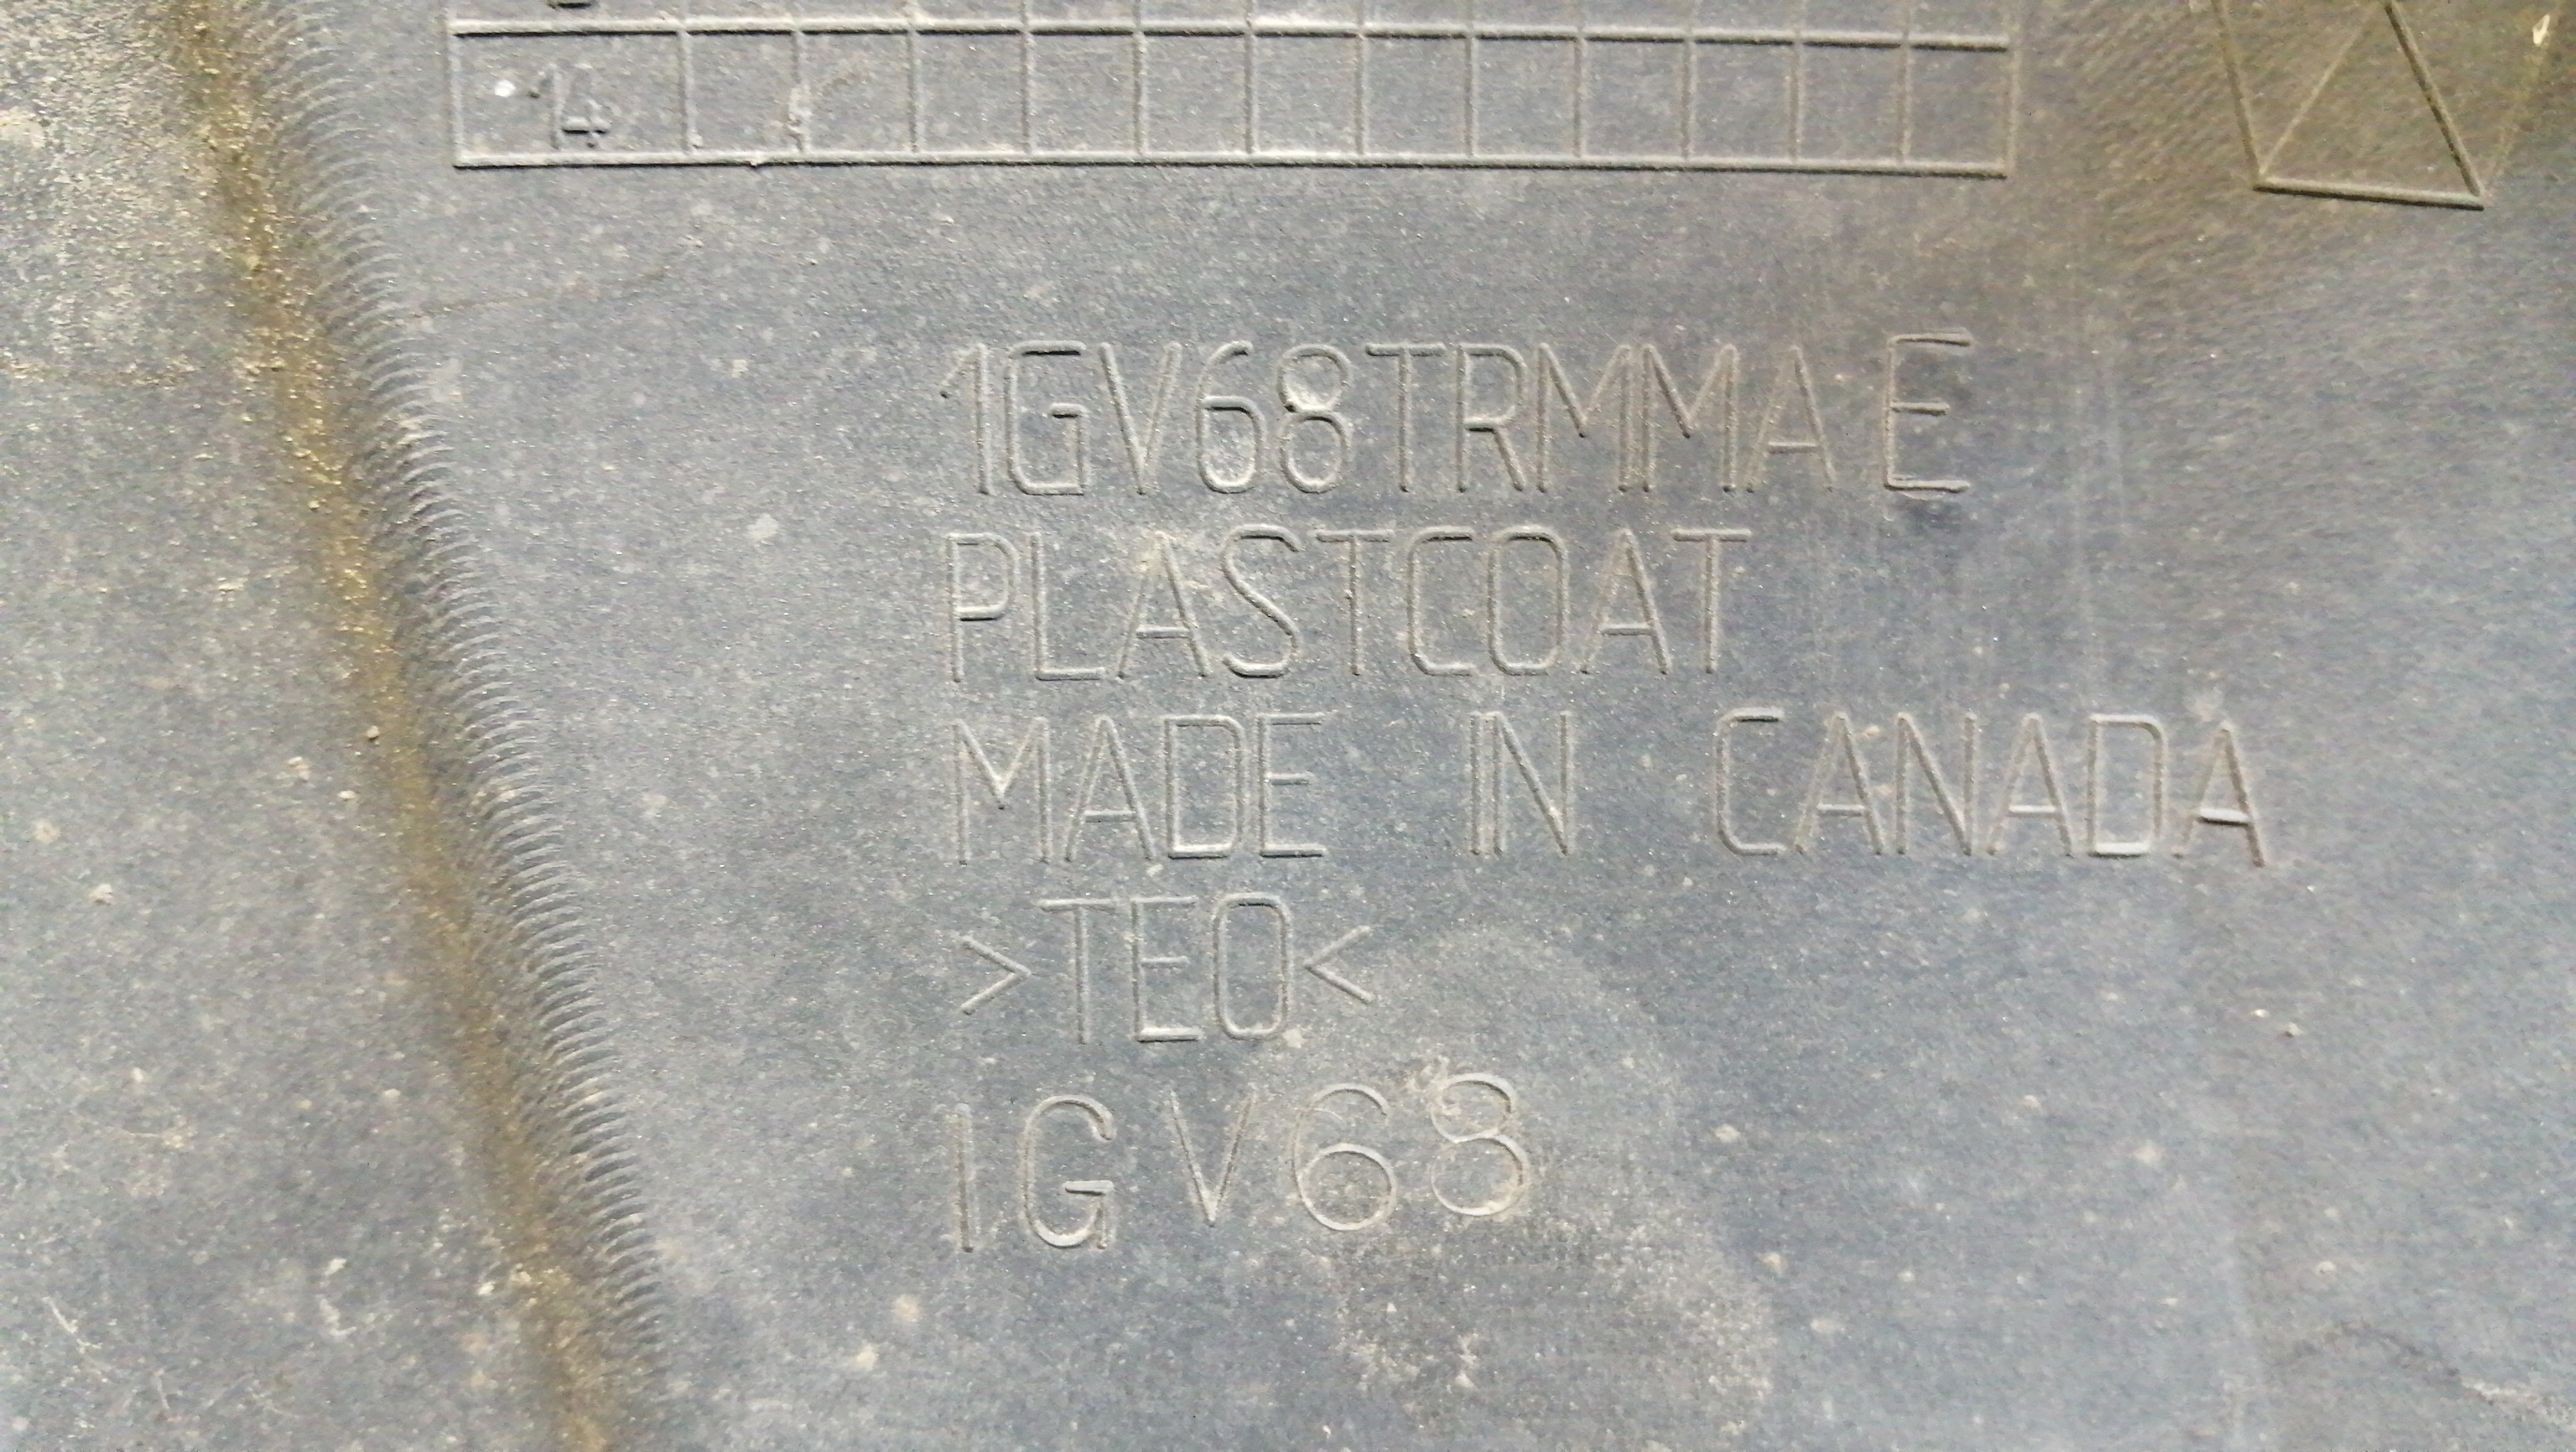 14
1GV68TRMMA E
PLASTCOAT
MADE IN CANADA
>TEO<
1GV68